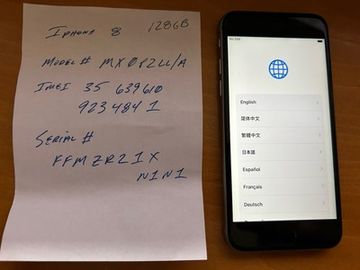 Iphone 8 128GB
Model # MX0P2LL/A
IMEI 35 639610
923484 1
Serial #
FFMZR21X
N1N1
English
简体中文
繁體中文
日本語
Español
Français
Deutsch